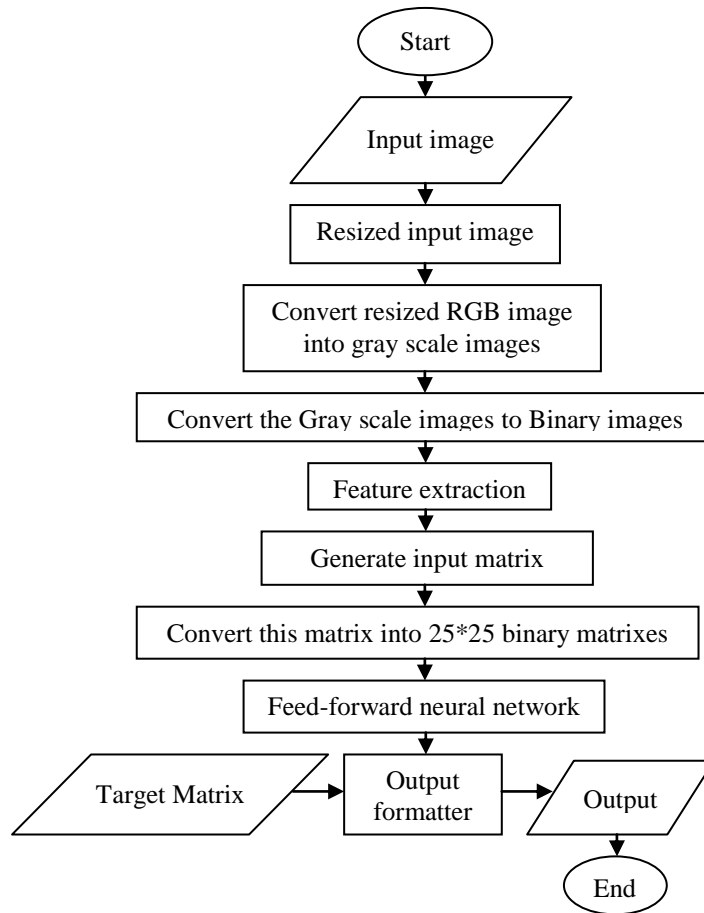 Start
Input image
Resized input image
Convert resized RGB image
into gray scale images
Convert the Gray scale images to Binary images
Feature extraction
Generate input matrix
Convert this matrix into 25*25 binary matrixes
Feed-forward neural network
Target Matrix
Output
formatter
Output
End